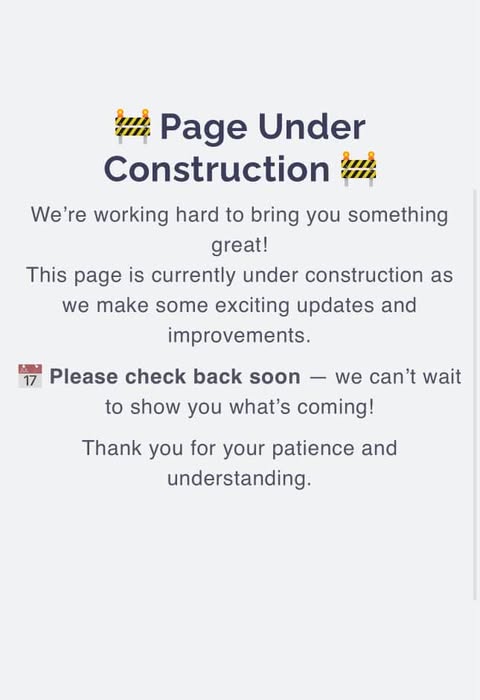 🚧 Page Under
Construction 🚧
We’re working hard to bring you something
great!
This page is currently under construction as
we make some exciting updates and
improvements.
📅 Please check back soon — we can’t wait
to show you what’s coming!
Thank you for your patience and
understanding.